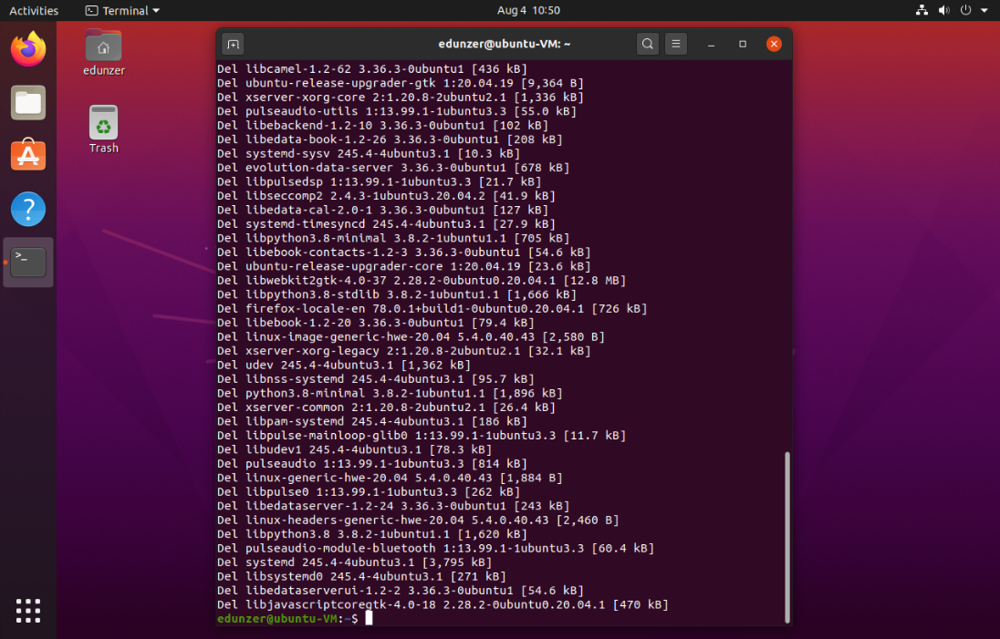 Activities Terminal Aug 4 10:50
edunzer@ubuntu-VM: ~
edunzer
Trash
Del libcamel-1.2-62 3.36.3-0ubuntu1 [436 kB]
Del ubuntu-release-upgrader-gtk 1:20.04.19 [9,364 B]
Del xserver-xorg-core 2:1.20.8-2ubuntu2.1 [1,336 kB]
Del pulseaudio-utils 1:13.99.1-1ubuntu3.3 [55.0 kB]
Del libebackend-1.2-10 3.36.3-0ubuntu1 [102 kB]
Del libedata-book-1.2-26 3.36.3-0ubuntu1 [208 kB]
Del systemd-sysv 245.4-4ubuntu3.1 [10.3 kB]
Del evolution-data-server 3.36.3-0ubuntu1 [678 kB]
Del libpulsedsp 1:13.99.1-1ubuntu3.3 [21.7 kB]
Del libseccomp2 2.4.3-1ubuntu3.20.04.2 [41.9 kB]
Del libedata-cal-2.0-1 3.36.3-0ubuntu1 [127 kB]
Del systemd-timesyncd 245.4-4ubuntu3.1 [27.9 kB]
Del libpython3.8-minimal 3.8.2-1ubuntu1.1 [705 kB]
Del libebook-contacts-1.2-3 3.36.3-0ubuntu1 [54.6 kB]
Del ubuntu-release-upgrader-core 1:20.04.19 [23.6 kB]
Del libwebkit2gtk-4.0-37 2.28.2-0ubuntu0.20.04.1 [12.8 MB]
Del libpython3.8-stdlib 3.8.2-1ubuntu1.1 [1,666 kB]
Del firefox-locale-en 78.0.1+build1-0ubuntu0.20.04.1 [726 kB]
Del libebook-1.2-20 3.36.3-0ubuntu1 [79.4 kB]
Del linux-image-generic-hwe-20.04 5.4.0.40.43 [2,580 B]
Del xserver-xorg-legacy 2:1.20.8-2ubuntu2.1 [32.1 kB]
Del udev 245.4-4ubuntu3.1 [1,362 kB]
Del libnss-systemd 245.4-4ubuntu3.1 [95.7 kB]
Del python3.8-minimal 3.8.2-1ubuntu1.1 [1,896 kB]
Del xserver-common 2:1.20.8-2ubuntu2.1 [26.4 kB]
Del libpam-systemd 245.4-4ubuntu3.1 [186 kB]
Del libpulse-mainloop-glib0 1:13.99.1-1ubuntu3.3 [11.7 kB]
Del libudev1 245.4-4ubuntu3.1 [78.3 kB]
Del pulseaudio 1:13.99.1-1ubuntu3.3 [814 kB]
Del linux-generic-hwe-20.04 5.4.0.40.43 [1,884 B]
Del libpulse0 1:13.99.1-1ubuntu3.3 [262 kB]
Del libedataserver-1.2-24 3.36.3-0ubuntu1 [243 kB]
Del linux-headers-generic-hwe-20.04 5.4.0.40.43 [2,460 B]
Del libpython3.8 3.8.2-1ubuntu1.1 [1,620 kB]
Del pulseaudio-module-bluetooth 1:13.99.1-1ubuntu3.3 [60.4 kB]
Del systemd 245.4-4ubuntu3.1 [3,795 kB]
Del libsystemd0 245.4-4ubuntu3.1 [271 kB]
Del libedataserverui-1.2-2 3.36.3-0ubuntu1 [54.6 kB]
Del libjavascriptcoregtk-4.0-18 2.28.2-0ubuntu0.20.04.1 [470 kB]
edunzer@ubuntu-VM:~$